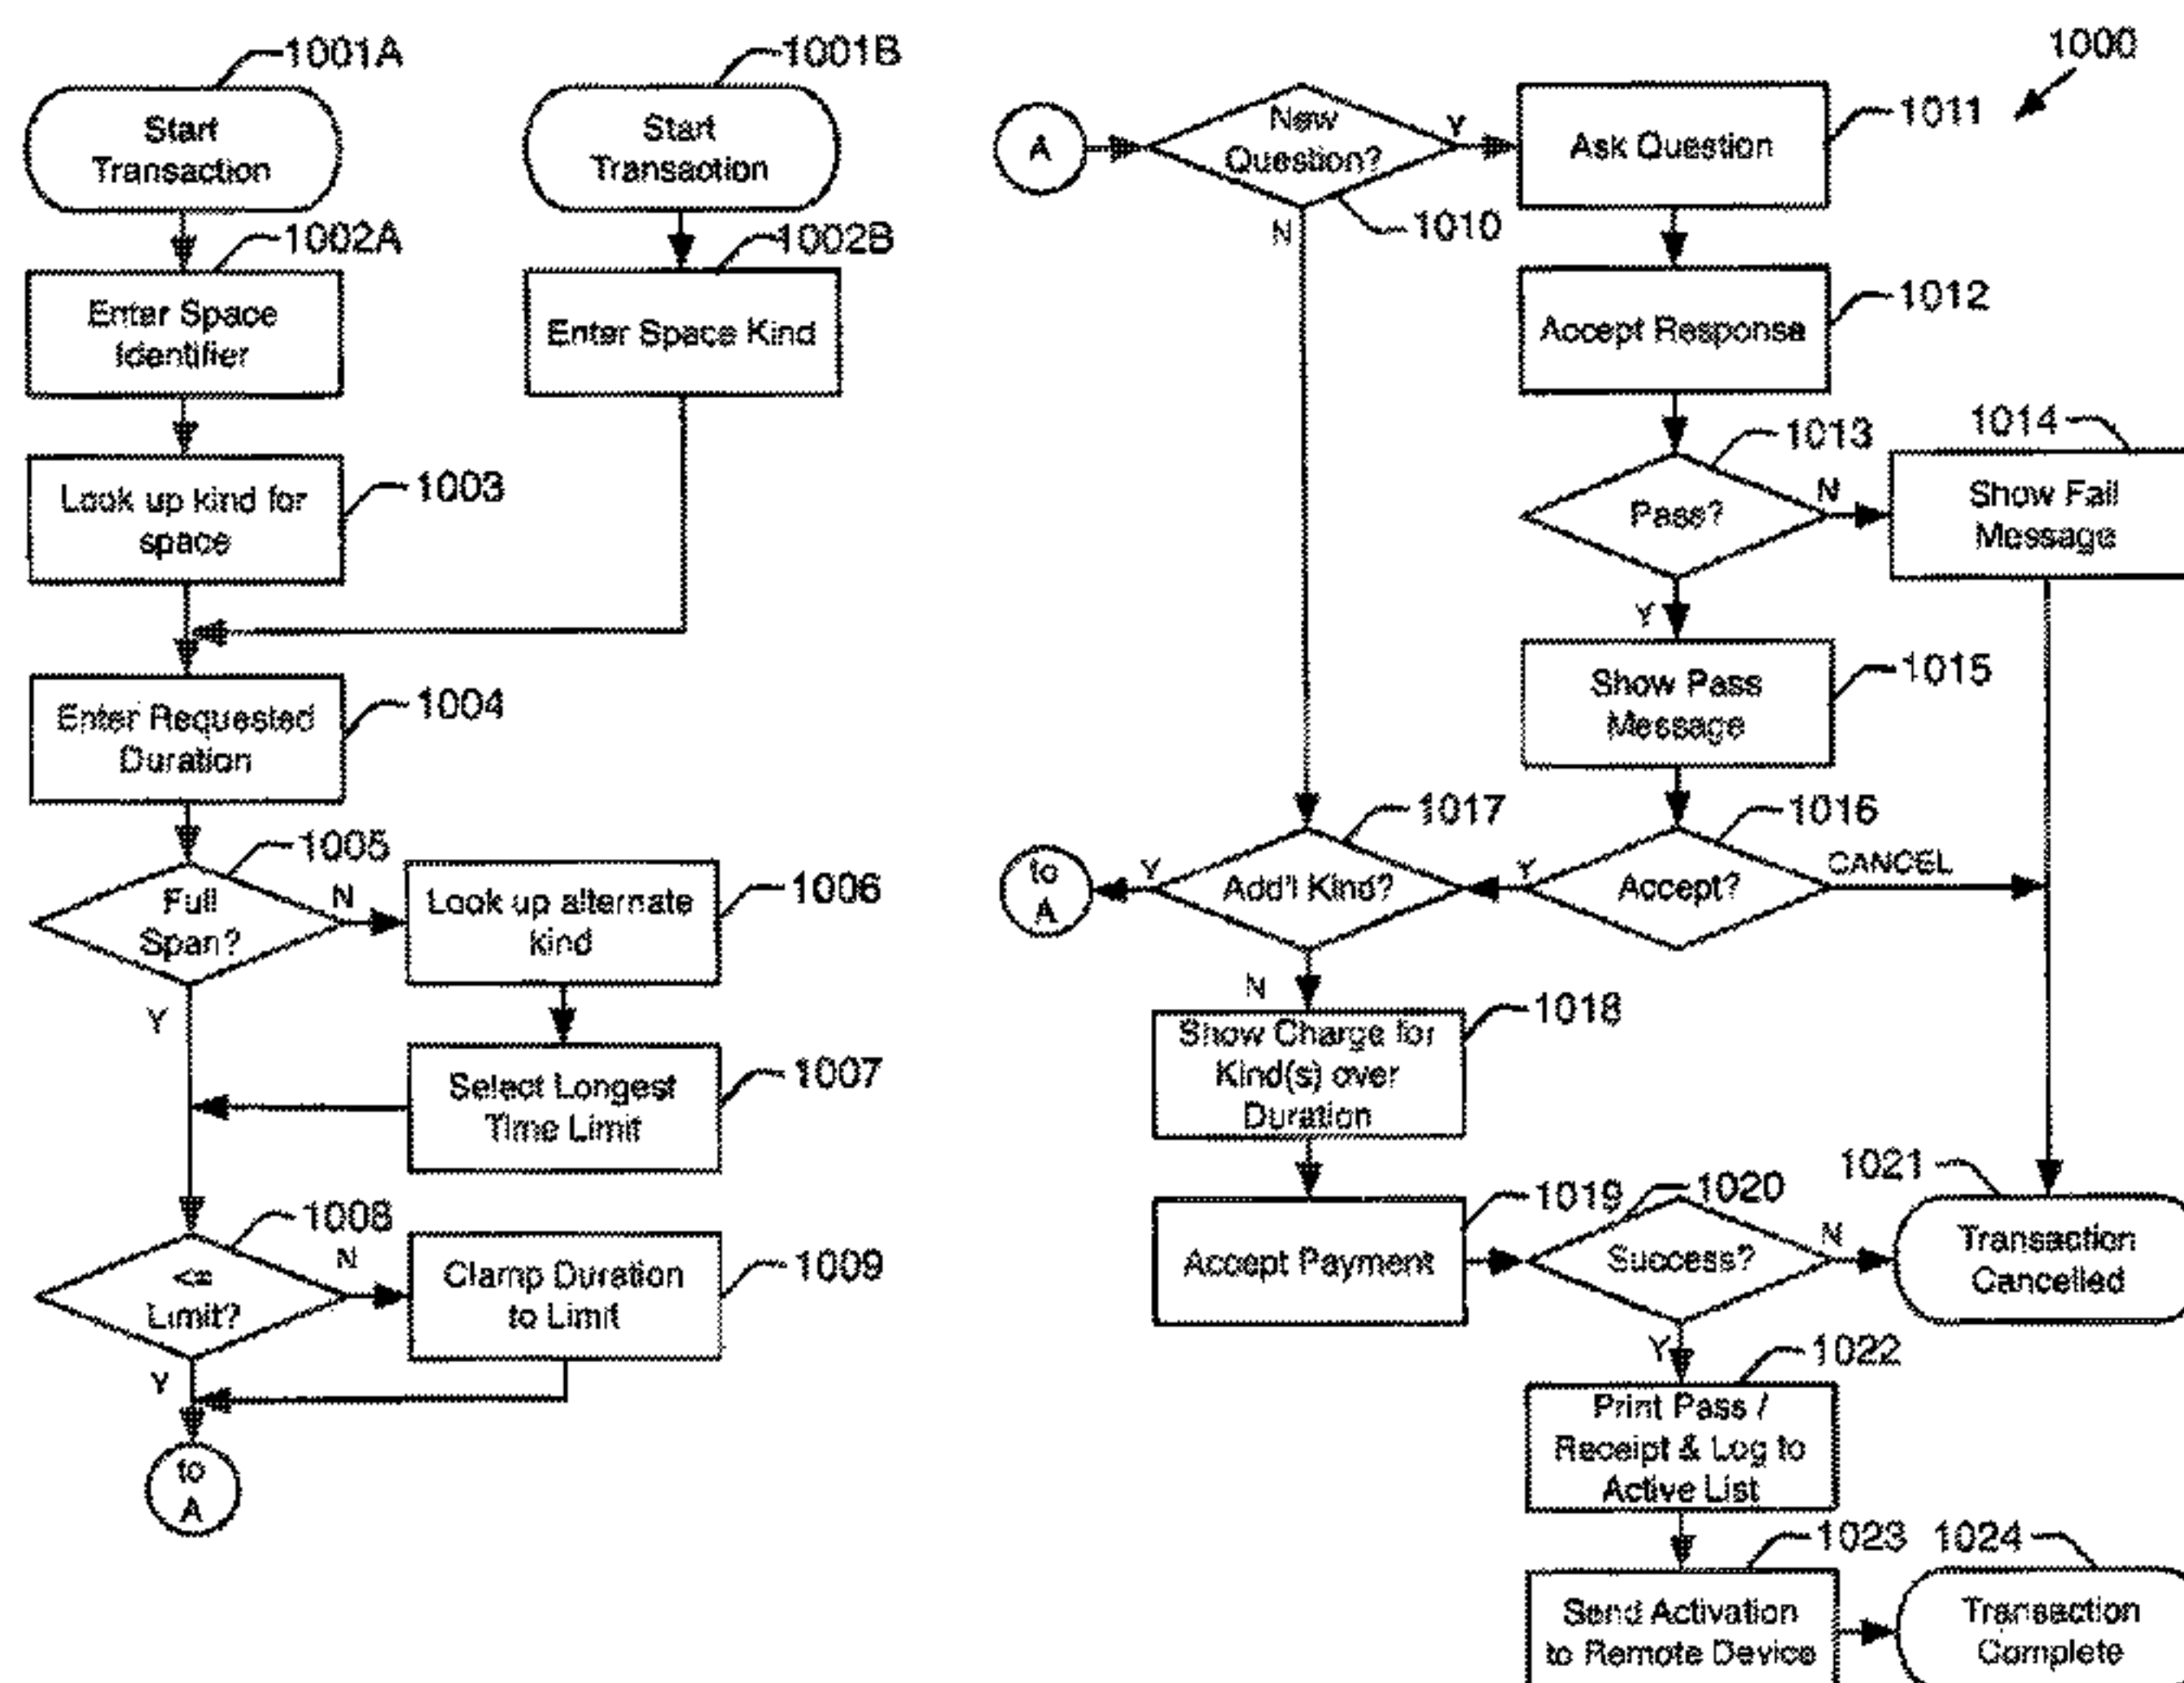 1001A
Start
Transaction
1002A
Enter Space
Identifier
Look up kind for
space
1003
Enter Requested
Duration
1004
1005
Full
Span?
N
Y
Look up alternate
kind
1006
Select Longest
Time Limit
1007
1008
<=
Limit?
N
Y
Clamp Duration
to Limit
1009
to
A
1001B
Start
Transaction
1002B
Enter Space Kind
1000
A
New
Question?
Y
N
1010
Ask Question
1011
Accept Response
1012
1013
Pass?
N
Y
1014
Show Fail
Message
Show Pass
Message
1015
1016
Accept?
Y
CANCEL
1017
Add'l Kind?
Y
N
to
A
Show Charge for
Kind(s) over
Duration
1018
Accept Payment
1019
1020
Success?
N
Y
1021
Transaction
Cancelled
1022
Print Pass /
Receipt & Log to
Active List
1023
Send Activation
to Remote Device
1024
Transaction
Complete